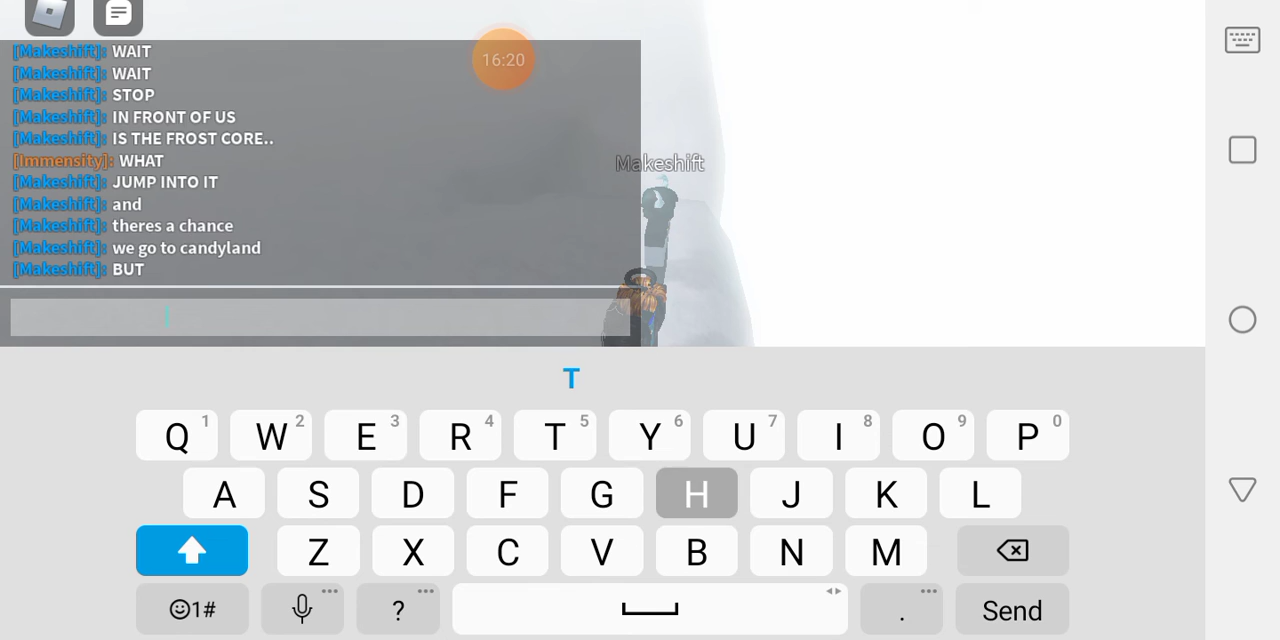 [Makeshift]: WAIT
[Makeshift]: WAIT
[Makeshift]: STOP
[Makeshift]: IN FRONT OF US
[Makeshift]: IS THE FROST CORE..
[Immensity]: WHAT
[Makeshift]: JUMP INTO IT
[Makeshift]: and
[Makeshift]: theres a chance
[Makeshift]: we go to candyland
[Makeshift]: BUT
16:20
Makeshift
T
Q 1 W 2 E 3 R 4 T 5 Y 6 U 7 I 8 O 9 P 0
A S D F G H J K L
Z X C V B N M
☺1# ? . Send